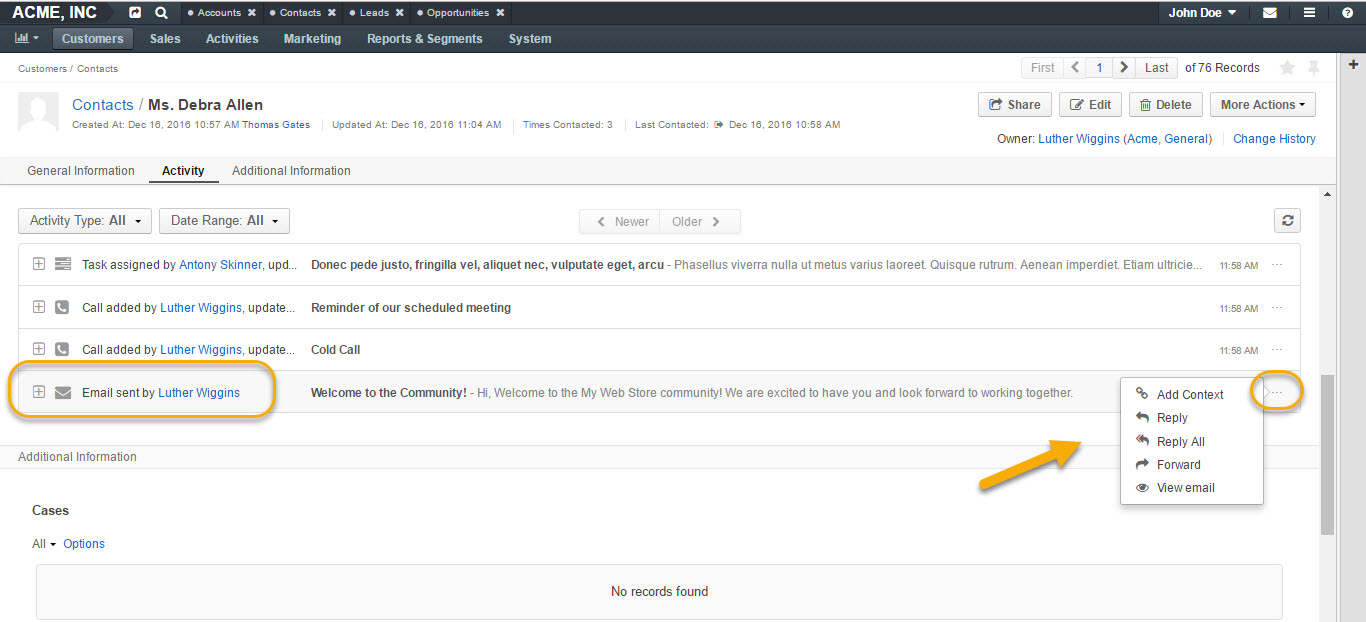 ACME, INC Accounts Contacts Leads Opportunities John Doe
Customers Sales Activities Marketing Reports & Segments System
Customers / Contacts First 1 Last of 76 Records
Contacts / Ms. Debra Allen Share Edit Delete More Actions
Created At: Dec 16, 2016 10:57 AM Thomas Gates Updated At: Dec 16, 2016 11:04 AM Times Contacted: 3 Last Contacted: Dec 16, 2016 10:58 AM
Owner: Luther Wiggins (Acme, General) Change History
General Information Activity Additional Information
Activity Type: All Date Range: All Newer Older
Task assigned by Antony Skinner, upd... Donec pede justo, fringilla vel, aliquet nec, vulputate eget, arcu - Phasellus viverra nulla ut metus varius laoreet. Quisque rutrum. Aenean imperdiet. Etiam ultricie... 11:58 AM ...
Call added by Luther Wiggins, update... Reminder of our scheduled meeting 11:58 AM ...
Call added by Luther Wiggins, update... Cold Call 11:58 AM ...
Email sent by Luther Wiggins Welcome to the Community! - Hi, Welcome to the My Web Store community! We are excited to have you and look forward to working together. ...
Add Context
Reply
Reply All
Forward
View email
Additional Information
Cases
All Options
No records found